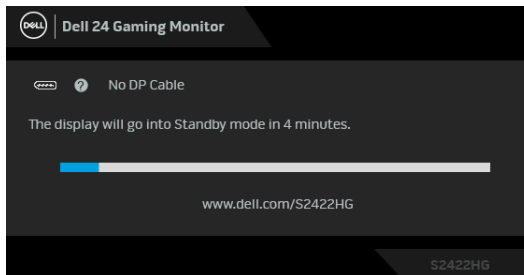 DELL
Dell 24 Gaming Monitor
? No DP Cable
The display will go into Standby mode in 4 minutes.
www.dell.com/S2422HG
S2422HG